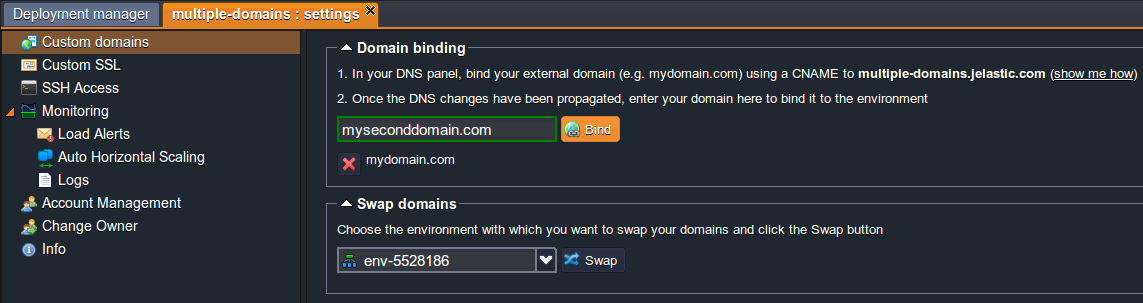 Deployment manager
multiple-domains : settings
Custom domains
Custom SSL
SSH Access
Monitoring
Load Alerts
Auto Horizontal Scaling
Logs
Account Management
Change Owner
Info
Domain binding
1. In your DNS panel, bind your external domain (e.g. mydomain.com) using a CNAME to multiple-domains.jelastic.com (show me how)
2. Once the DNS changes have been propagated, enter your domain here to bind it to the environment
myseconddomain.com Bind
mydomain.com
Swap domains
Choose the environment with which you want to swap your domains and click the Swap button
env-5528186 Swap